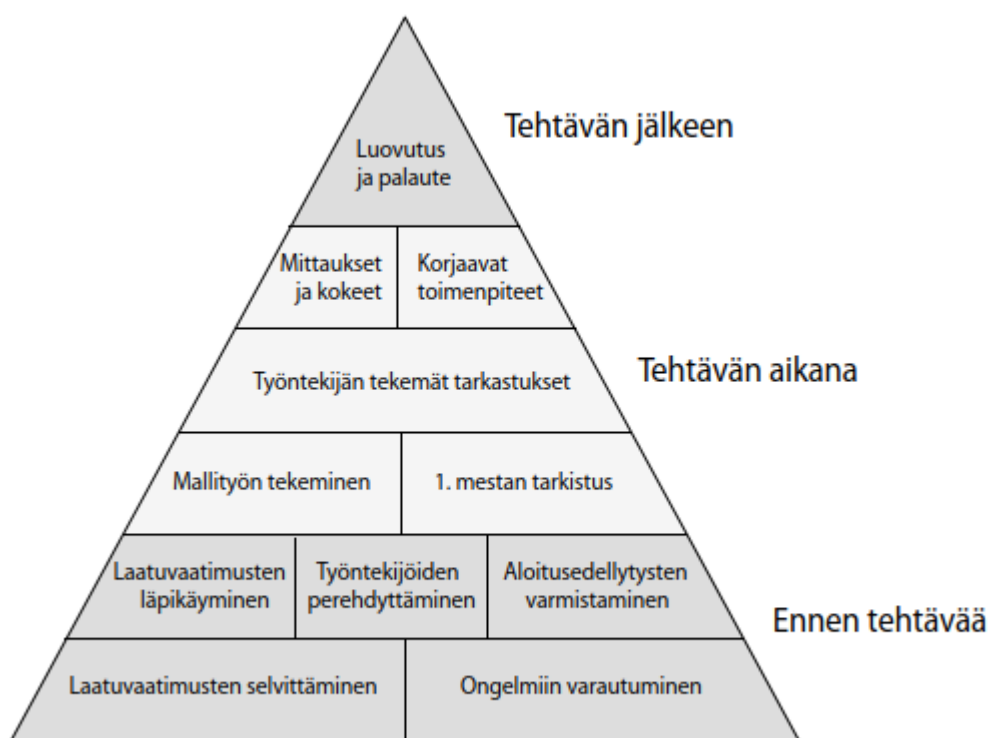 Tehtävän jälkeen
Luovutus
ja palaute
Mittaukset
ja kokeet
Korjaavat
toimenpiteet
Tehtävän aikana
Työntekijän tekemät tarkastukset
Mallityön tekeminen
1. mestan tarkistus
Laatuvaatimusten
läpikäyminen
Työntekijöiden
perehdyttäminen
Aloitusedellytysten
varmistaminen
Ennen tehtävää
Laatuvaatimusten selvittäminen
Ongelmiin varautuminen